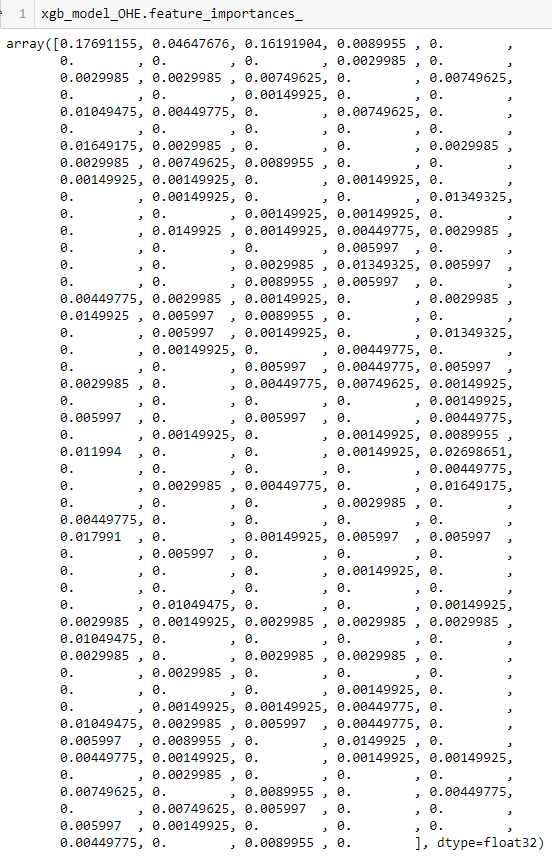 1 xgb_model_OHE.feature_importances_
array([0.17691155, 0.04647676, 0.16191904, 0.0089955 , 0.        ,
       0.        , 0.        , 0.        , 0.0029985 , 0.        ,
       0.0029985 , 0.0029985 , 0.00749625, 0.        , 0.00749625,
       0.        , 0.        , 0.00149925, 0.        , 0.        ,
       0.01049475, 0.00449775, 0.        , 0.00749625, 0.        ,
       0.        , 0.        , 0.        , 0.        , 0.        ,
       0.01649175, 0.0029985 , 0.        , 0.        , 0.0029985 ,
       0.0029985 , 0.00749625, 0.0089955 , 0.        , 0.        ,
       0.00149925, 0.00149925, 0.        , 0.00149925, 0.        ,
       0.        , 0.00149925, 0.        , 0.        , 0.01349325,
       0.        , 0.        , 0.00149925, 0.00149925, 0.        ,
       0.        , 0.0149925 , 0.00149925, 0.00449775, 0.0029985 ,
       0.        , 0.        , 0.        , 0.005997  , 0.        ,
       0.        , 0.        , 0.0029985 , 0.01349325, 0.005997  ,
       0.        , 0.        , 0.0089955 , 0.005997  , 0.        ,
       0.00449775, 0.0029985 , 0.00149925, 0.        , 0.0029985 ,
       0.0149925 , 0.005997  , 0.0089955 , 0.        , 0.        ,
       0.        , 0.005997  , 0.00149925, 0.        , 0.01349325,
       0.        , 0.00149925, 0.        , 0.00449775, 0.        ,
       0.        , 0.        , 0.005997  , 0.00449775, 0.005997  ,
       0.0029985 , 0.        , 0.00449775, 0.00749625, 0.00149925,
       0.        , 0.        , 0.        , 0.        , 0.00149925,
       0.005997  , 0.        , 0.005997  , 0.        , 0.00449775,
       0.        , 0.00149925, 0.        , 0.00149925, 0.0089955 ,
       0.011994  , 0.        , 0.        , 0.00149925, 0.02698651,
       0.        , 0.        , 0.        , 0.        , 0.00449775,
       0.        , 0.0029985 , 0.00449775, 0.        , 0.01649175,
       0.        , 0.        , 0.        , 0.0029985 , 0.        ,
       0.00449775, 0.        , 0.        , 0.        , 0.        ,
       0.017991  , 0.        , 0.00149925, 0.005997  , 0.005997  ,
       0.        , 0.005997  , 0.        , 0.        , 0.        ,
       0.        , 0.        , 0.        , 0.00149925, 0.        ,
       0.        , 0.        , 0.        , 0.        , 0.        ,
       0.        , 0.01049475, 0.        , 0.        , 0.00149925,
       0.0029985 , 0.00149925, 0.0029985 , 0.0029985 , 0.0029985 ,
       0.01049475, 0.        , 0.        , 0.        , 0.        ,
       0.0029985 , 0.        , 0.0029985 , 0.0029985 , 0.        ,
       0.        , 0.0029985 , 0.        , 0.        , 0.        ,
       0.        , 0.        , 0.        , 0.00149925, 0.        ,
       0.        , 0.00149925, 0.00149925, 0.00449775, 0.        ,
       0.01049475, 0.0029985 , 0.005997  , 0.00449775, 0.        ,
       0.005997  , 0.0089955 , 0.        , 0.0149925 , 0.        ,
       0.00449775, 0.00149925, 0.        , 0.00149925, 0.00149925,
       0.        , 0.0029985 , 0.        , 0.        , 0.        ,
       0.00749625, 0.        , 0.0089955 , 0.        , 0.00449775,
       0.        , 0.00749625, 0.005997  , 0.        , 0.        ,
       0.005997  , 0.00149925, 0.        , 0.        , 0.        ,
       0.00449775, 0.        , 0.0089955 , 0.        ], dtype=float32)